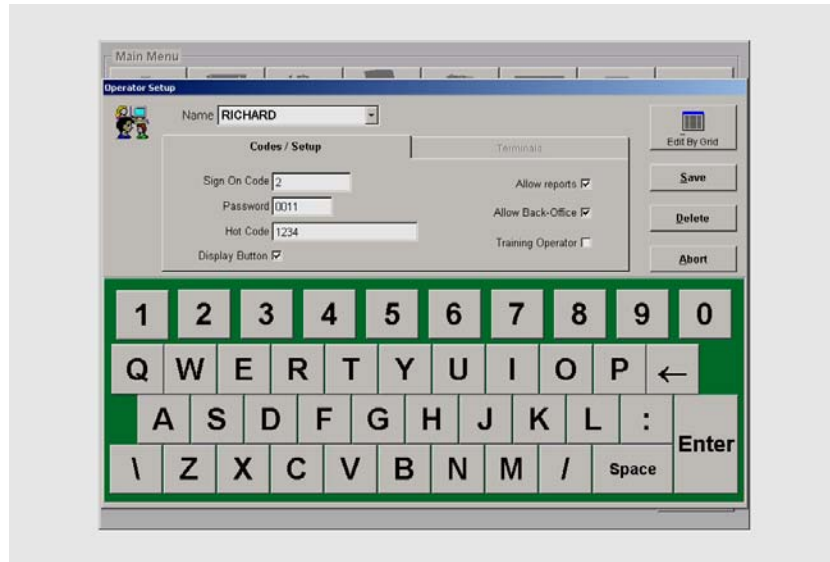 Main Menu
Operator Setup
Name RICHARD
Edit By Grid
Codes / Setup Terminals
Sign On Code 2 Allow reports Save
Password 0011 Allow Back-Office Delete
Hot Code 1234 Training Operator
Display Button Abort
1 2 3 4 5 6 7 8 9 0
Q W E R T Y U I O P ←
A S D F G H J K L :
Enter
\ Z X C V B N M / Space